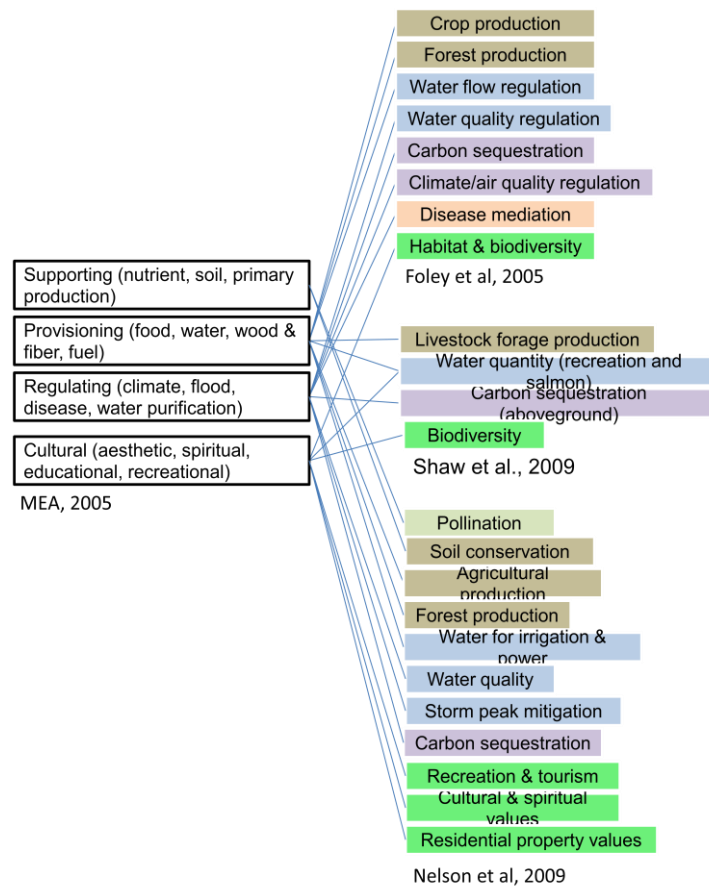 Crop production
Forest production
Water flow regulation
Water quality regulation
Carbon sequestration
Climate/air quality regulation
Disease mediation
Habitat & biodiversity
Foley et al, 2005
Supporting (nutrient, soil, primary
production)
Provisioning (food, water, wood &
fiber, fuel)
Regulating (climate, flood,
disease, water purification)
Cultural (aesthetic, spiritual,
educational, recreational)
MEA, 2005
Livestock forage production
Water quantity (recreation and
salmon)
Carbon sequestration
(aboveground)
Biodiversity
Shaw et al., 2009
Pollination
Soil conservation
Agricultural
production
Forest production
Water for irrigation &
power
Water quality
Storm peak mitigation
Carbon sequestration
Recreation & tourism
Cultural & spiritual
values
Residential property values
Nelson et al, 2009